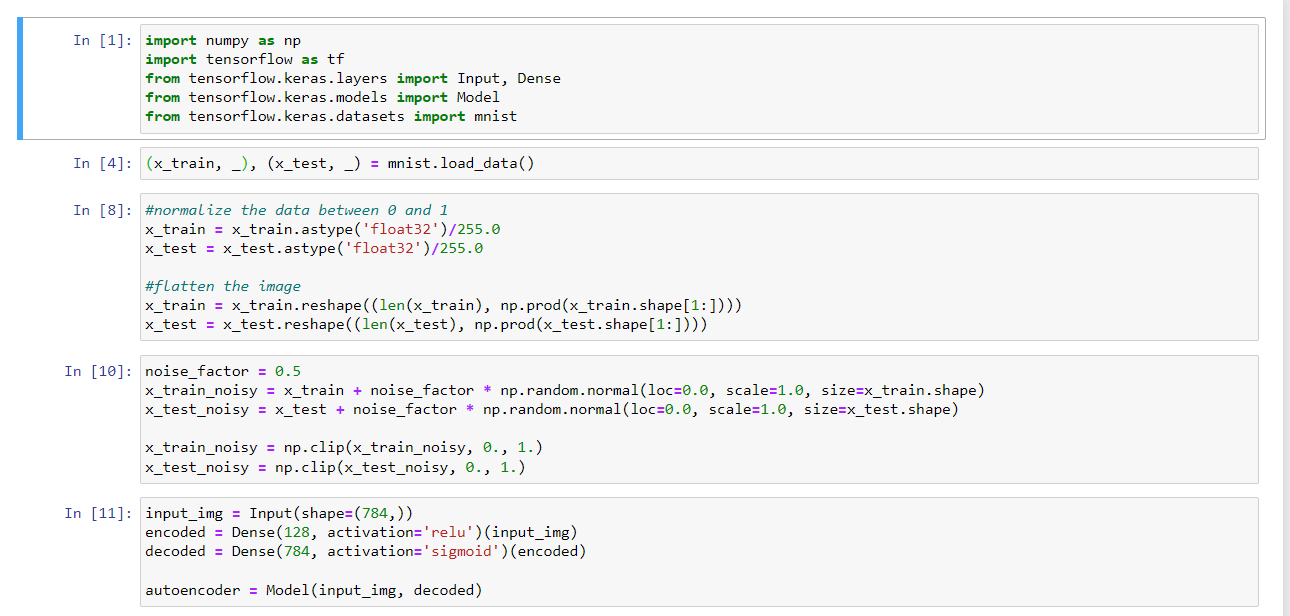 In [1]: import numpy as np
import tensorflow as tf
from tensorflow.keras.layers import Input, Dense
from tensorflow.keras.models import Model
from tensorflow.keras.datasets import mnist
In [4]: (x_train, _), (x_test, _) = mnist.load_data()
In [8]: #normalize the data between 0 and 1
x_train = x_train.astype('float32')/255.0
x_test = x_test.astype('float32')/255.0
#flatten the image
x_train = x_train.reshape((len(x_train), np.prod(x_train.shape[1:])))
x_test = x_test.reshape((len(x_test), np.prod(x_test.shape[1:])))
In [10]: noise_factor = 0.5
x_train_noisy = x_train + noise_factor * np.random.normal(loc=0.0, scale=1.0, size=x_train.shape)
x_test_noisy = x_test + noise_factor * np.random.normal(loc=0.0, scale=1.0, size=x_test.shape)
x_train_noisy = np.clip(x_train_noisy, 0., 1.)
x_test_noisy = np.clip(x_test_noisy, 0., 1.)
In [11]: input_img = Input(shape=(784,))
encoded = Dense(128, activation='relu')(input_img)
decoded = Dense(784, activation='sigmoid')(encoded)
autoencoder = Model(input_img, decoded)